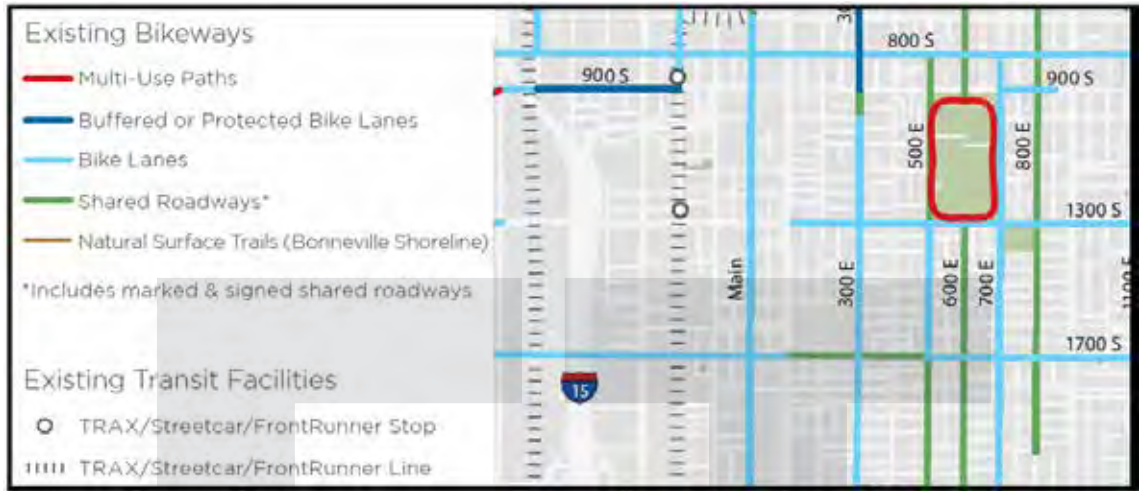 Existing Bikeways
Multi-Use Paths
Buffered or Protected Bike Lanes
Bike Lanes
Shared Roadways*
Natural Surface Trails (Bonneville Shoreline)
*Includes marked & signed shared roadways
Existing Transit Facilities
TRAX/Streetcar/FrontRunner Stop
TRAX/Streetcar/FrontRunner Line
800 S
900 S
900 S
500 E
800 E
1300 S
Main
300 E
600 E
700 E
1700 S
15